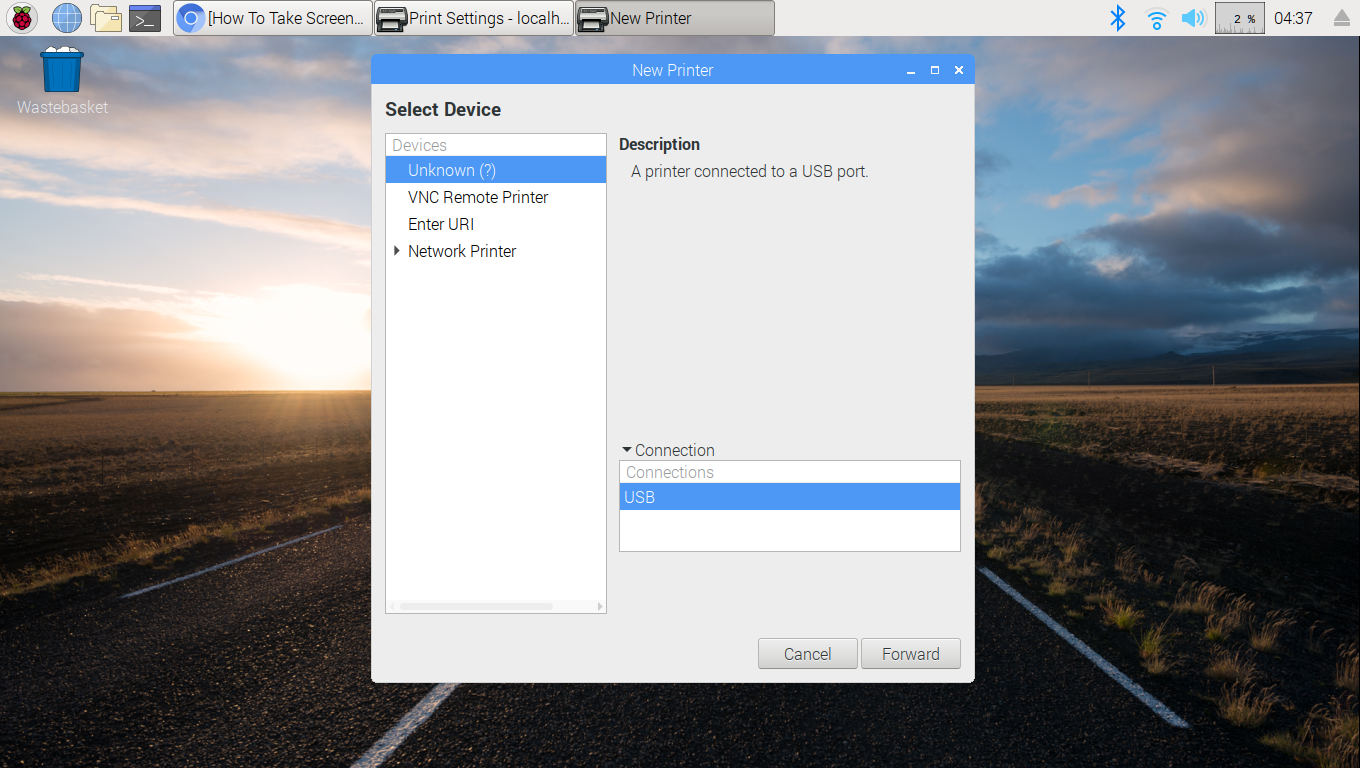 [How To Take Screen...
Print Settings - localh...
New Printer
2 %
04:37
Wastebasket
New Printer
Select Device
Devices
Unknown (?)
VNC Remote Printer
Enter URI
Network Printer
Description
A printer connected to a USB port.
Connection
Connections
USB
Cancel
Forward